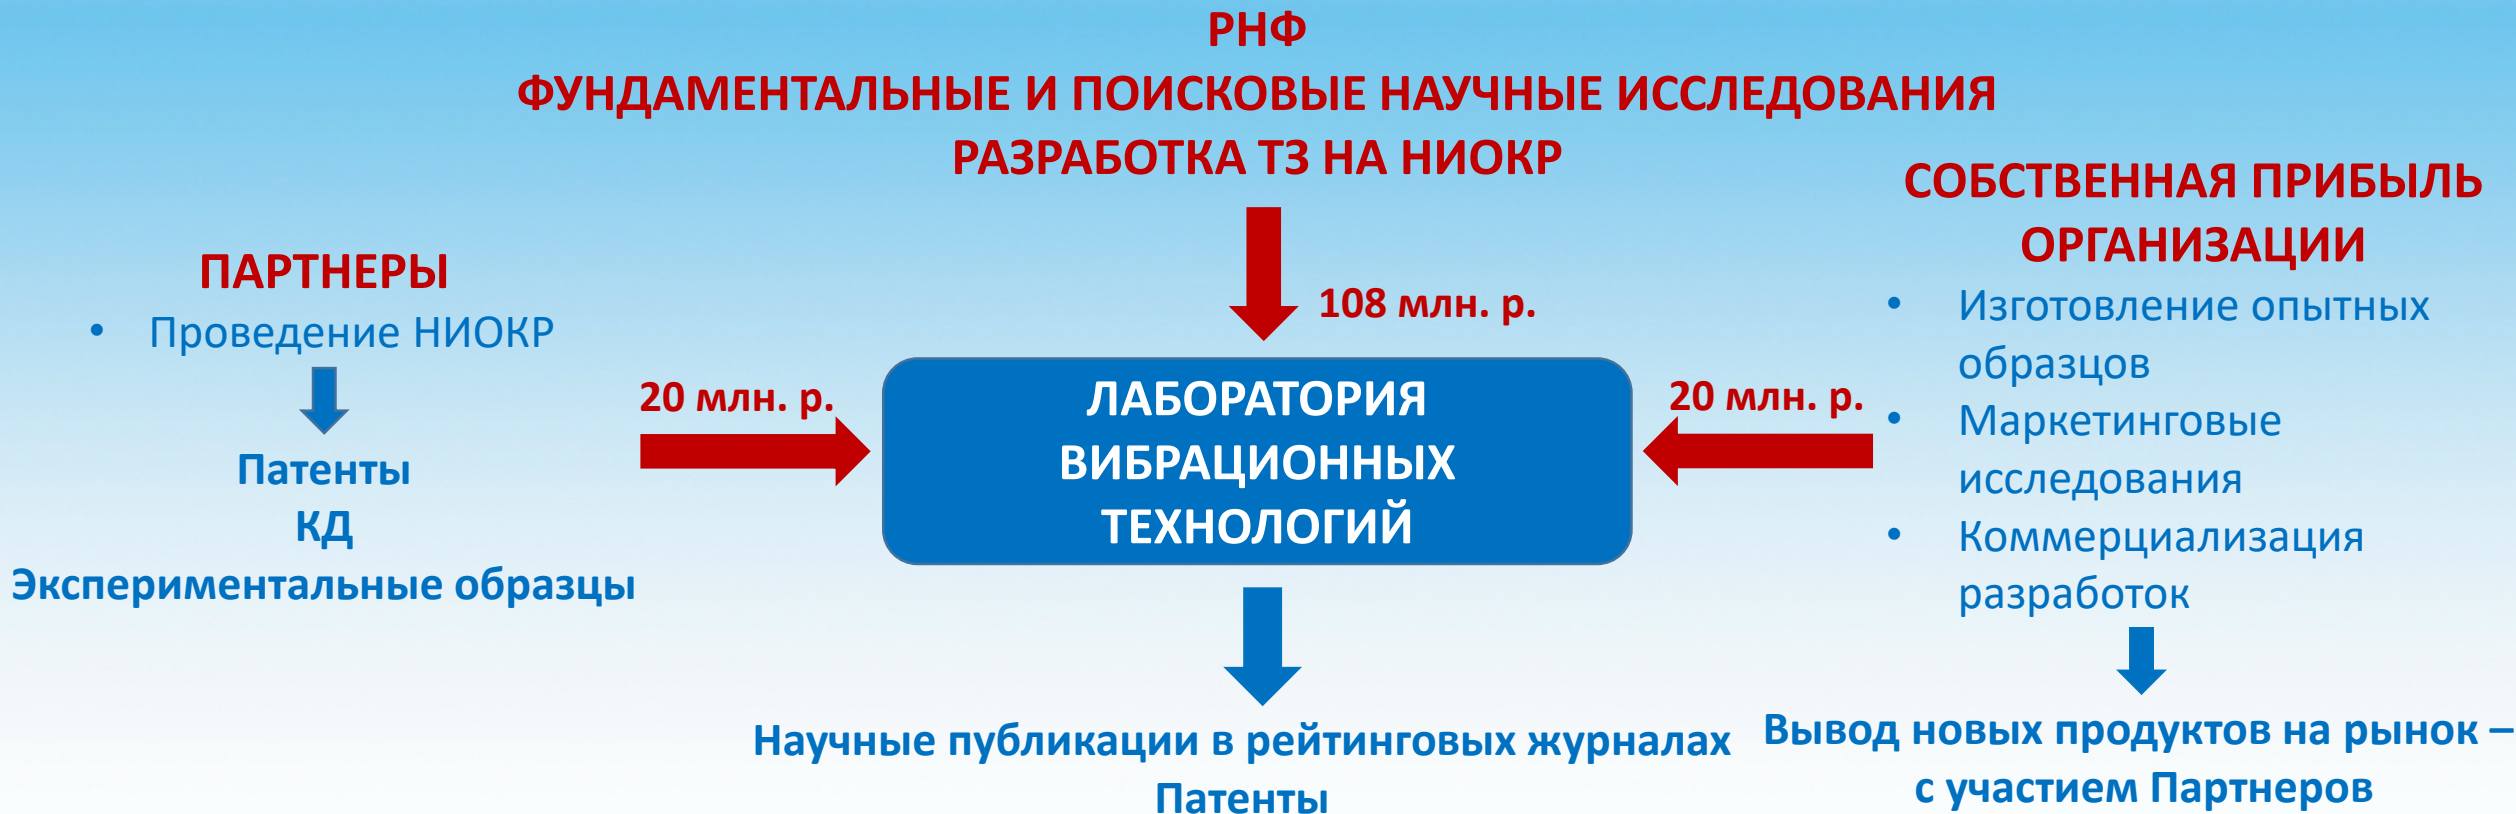 РНФ
ФУНДАМЕНТАЛЬНЫЕ И ПОИСКОВЫЕ НАУЧНЫЕ ИССЛЕДОВАНИЯ
РАЗРАБОТКА ТЗ НА НИОКР
108 млн. р.
ПАРТНЕРЫ
• Проведение НИОКР
Патенты
КД
Экспериментальные образцы
20 млн. р.
ЛАБОРАТОРИЯ
ВИБРАЦИОННЫХ
ТЕХНОЛОГИЙ
20 млн. р.
СОБСТВЕННАЯ ПРИБЫЛЬ
ОРГАНИЗАЦИИ
• Изготовление опытных
образцов
• Маркетинговые
исследования
• Коммерциализация
разработок
Научные публикации в рейтинговых журналах
Патенты
Вывод новых продуктов на рынок –
с участием Партнеров